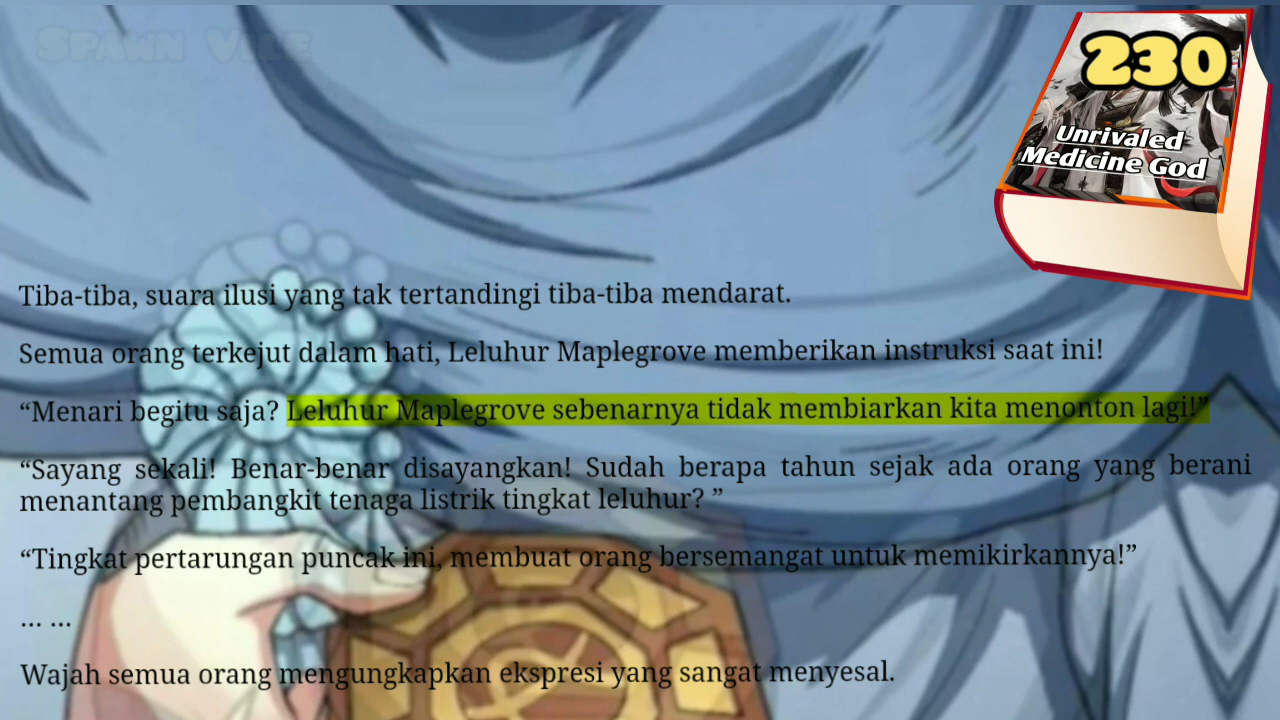 Spawn Vile
230
Unrivaled
Medicine God
Tiba-tiba, suara ilusi yang tak tertandingi tiba-tiba mendarat.
Semua orang terkejut dalam hati, Leluhur Maplegrove memberikan instruksi saat ini!
“Menari begitu saja? Leluhur Maplegrove sebenarnya tidak membiarkan kita menonton lagi!”
“Sayang sekali! Benar-benar disayangkan! Sudah berapa tahun sejak ada orang yang berani
menantang pembangkit tenaga listrik tingkat leluhur? ”
“Tingkat pertarungan puncak ini, membuat orang bersemangat untuk memikirkannya!”
... ...
Wajah semua orang mengungkapkan ekspresi yang sangat menyesal.